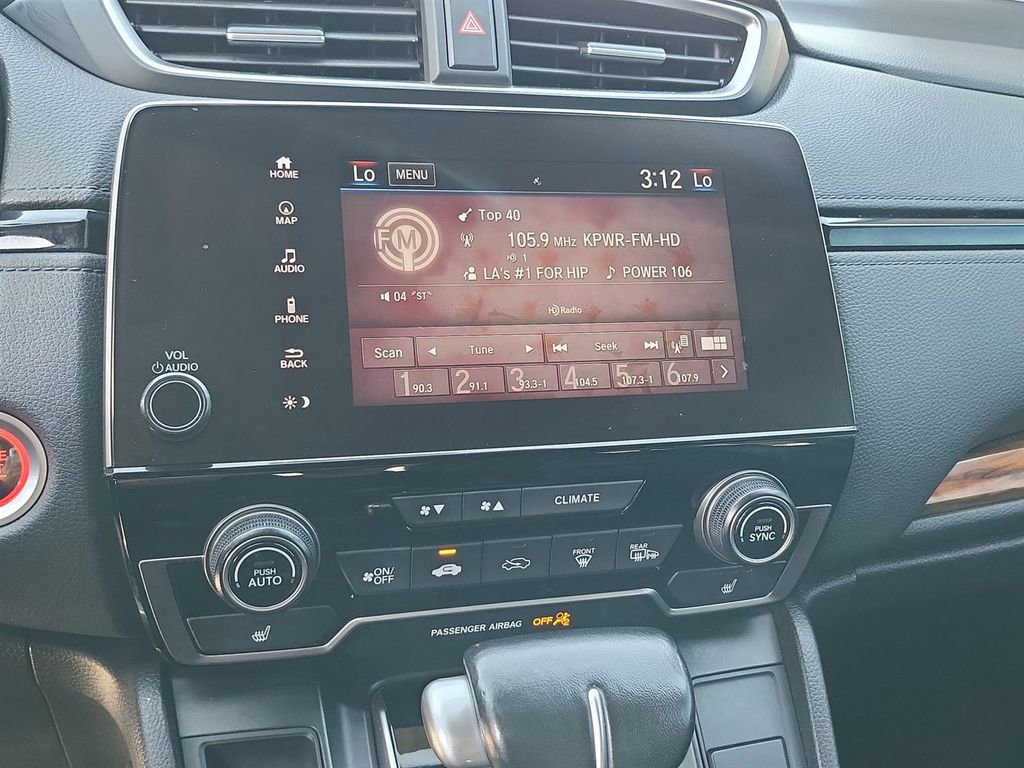 HOME
MAP
AUDIO
PHONE
BACK
VOL
AUDIO
Lo MENU 3:12 Lo
FM
Top 40
105.9 MHz KPWR-FM-HD
HD 1
LA's #1 FOR HIP POWER 106
04 "ST"
HD Radio
Scan Tune Seek
1 90.3 2 91.1 3 93.3-1 4 104.5 5 107.3-1 6 107.9
CLIMATE
PUSH AUTO
ON/OFF
FRONT
REAR
PUSH SYNC
PASSENGER AIRBAG OFF